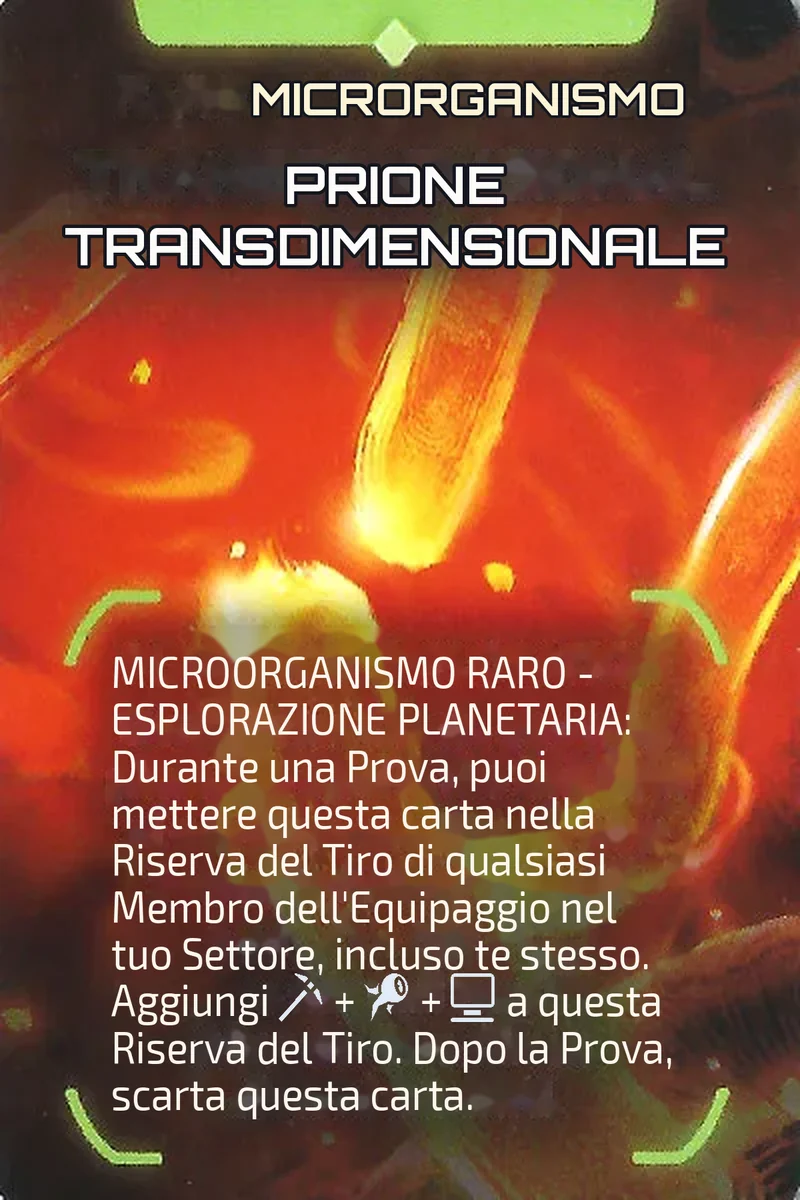 MICRORGANISMO
PRIONE
TRANSDIMENSIONALE
MICROORGANISMO RARO -
ESPLORAZIONE PLANETARIA:
Durante una Prova, puoi
mettere questa carta nella
Riserva del Tiro di qualsiasi
Membro dell'Equipaggio nel
tuo Settore, incluso te stesso.
Aggiungi + + a questa
Riserva del Tiro. Dopo la Prova,
scarta questa carta.